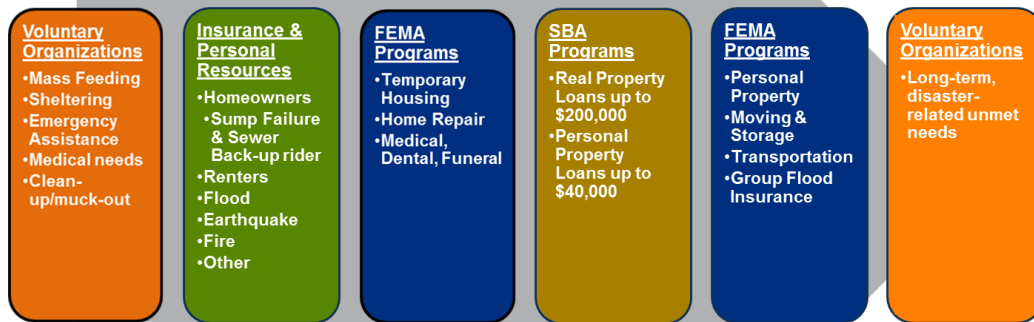 Voluntary
Organizations
•Mass Feeding
•Sheltering
•Emergency
Assistance
•Medical needs
•Clean-
up/muck-out
Insurance &
Personal
Resources
•Homeowners
•Sump Failure
& Sewer
Back-up rider
•Renters
•Flood
•Earthquake
•Fire
•Other
FEMA
Programs
•Temporary
Housing
•Home Repair
•Medical,
Dental, Funeral
SBA
Programs
•Real Property
Loans up to
$200,000
•Personal
Property
Loans up to
$40,000
FEMA
Programs
•Personal
Property
•Moving &
Storage
•Transportation
•Group Flood
Insurance
Voluntary
Organizations
•Long-term,
disaster-
related unmet
needs